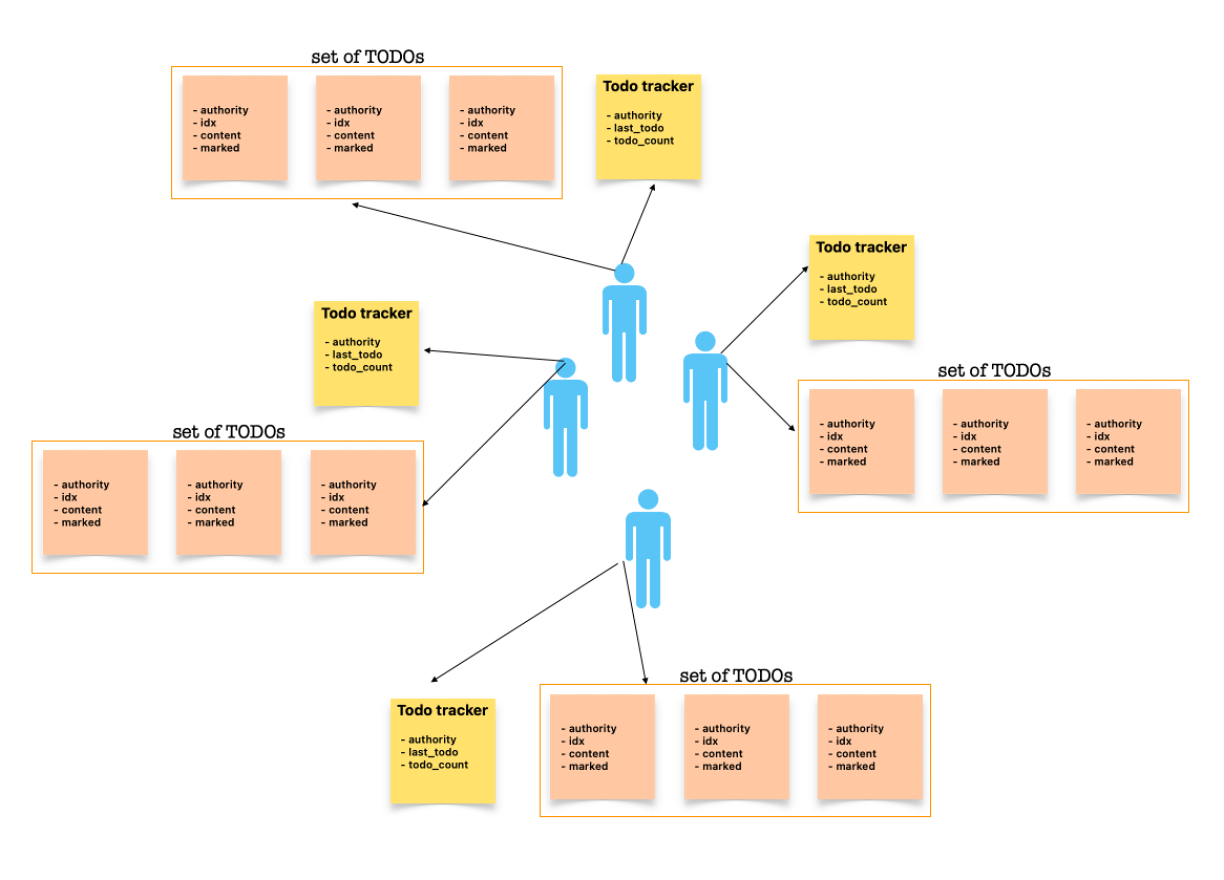 set of TODOs
- authority
- idx
- content
- marked
- authority
- idx
- content
- marked
- authority
- idx
- content
- marked
Todo tracker
- authority
- last_todo
- todo_count
Todo tracker
- authority
- last_todo
- todo_count
Todo tracker
- authority
- last_todo
- todo_count
set of TODOs
- authority
- idx
- content
- marked
- authority
- idx
- content
- marked
- authority
- idx
- content
- marked
set of TODOs
- authority
- idx
- content
- marked
- authority
- idx
- content
- marked
- authority
- idx
- content
- marked
Todo tracker
- authority
- last_todo
- todo_count
set of TODOs
- authority
- idx
- content
- marked
- authority
- idx
- content
- marked
- authority
- idx
- content
- marked